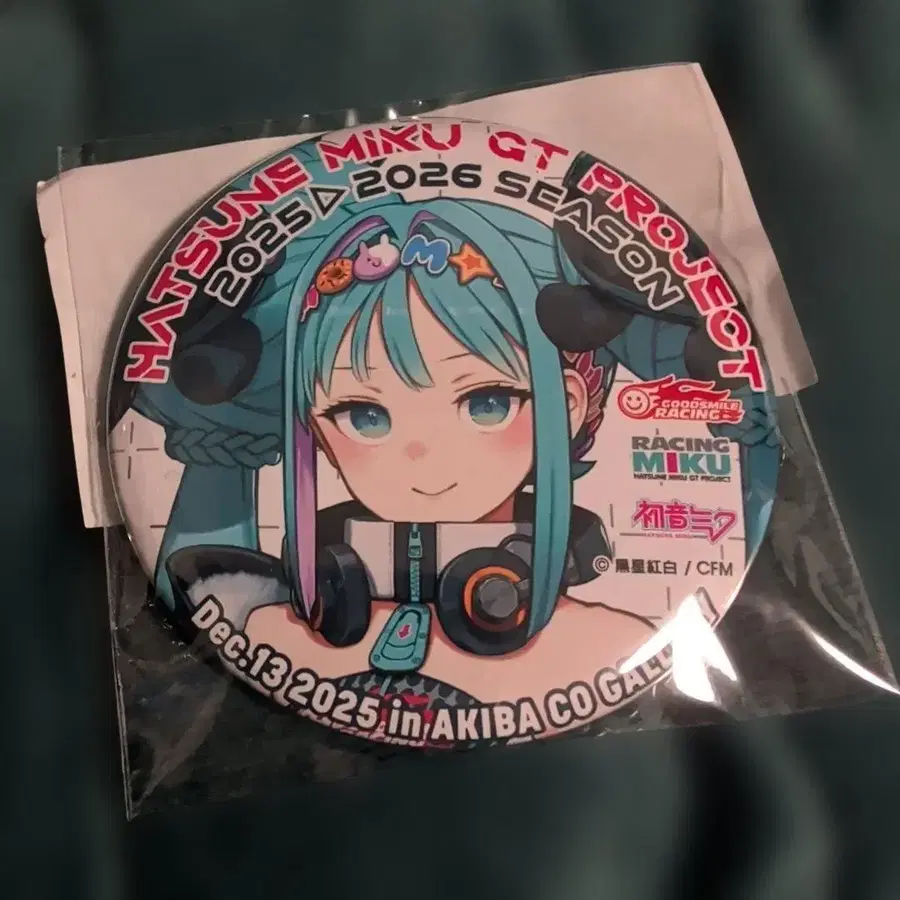 HATSUNE MIKU GT PROJECT
2025▷2026 SEASON
M
GOODSMILE
RACING
RACING
MIKU
HATSUNE MIKU GT PROJECT
初音ミク
© 黒星紅白 / CFM
Dec.13 2025 in AKIBA CO